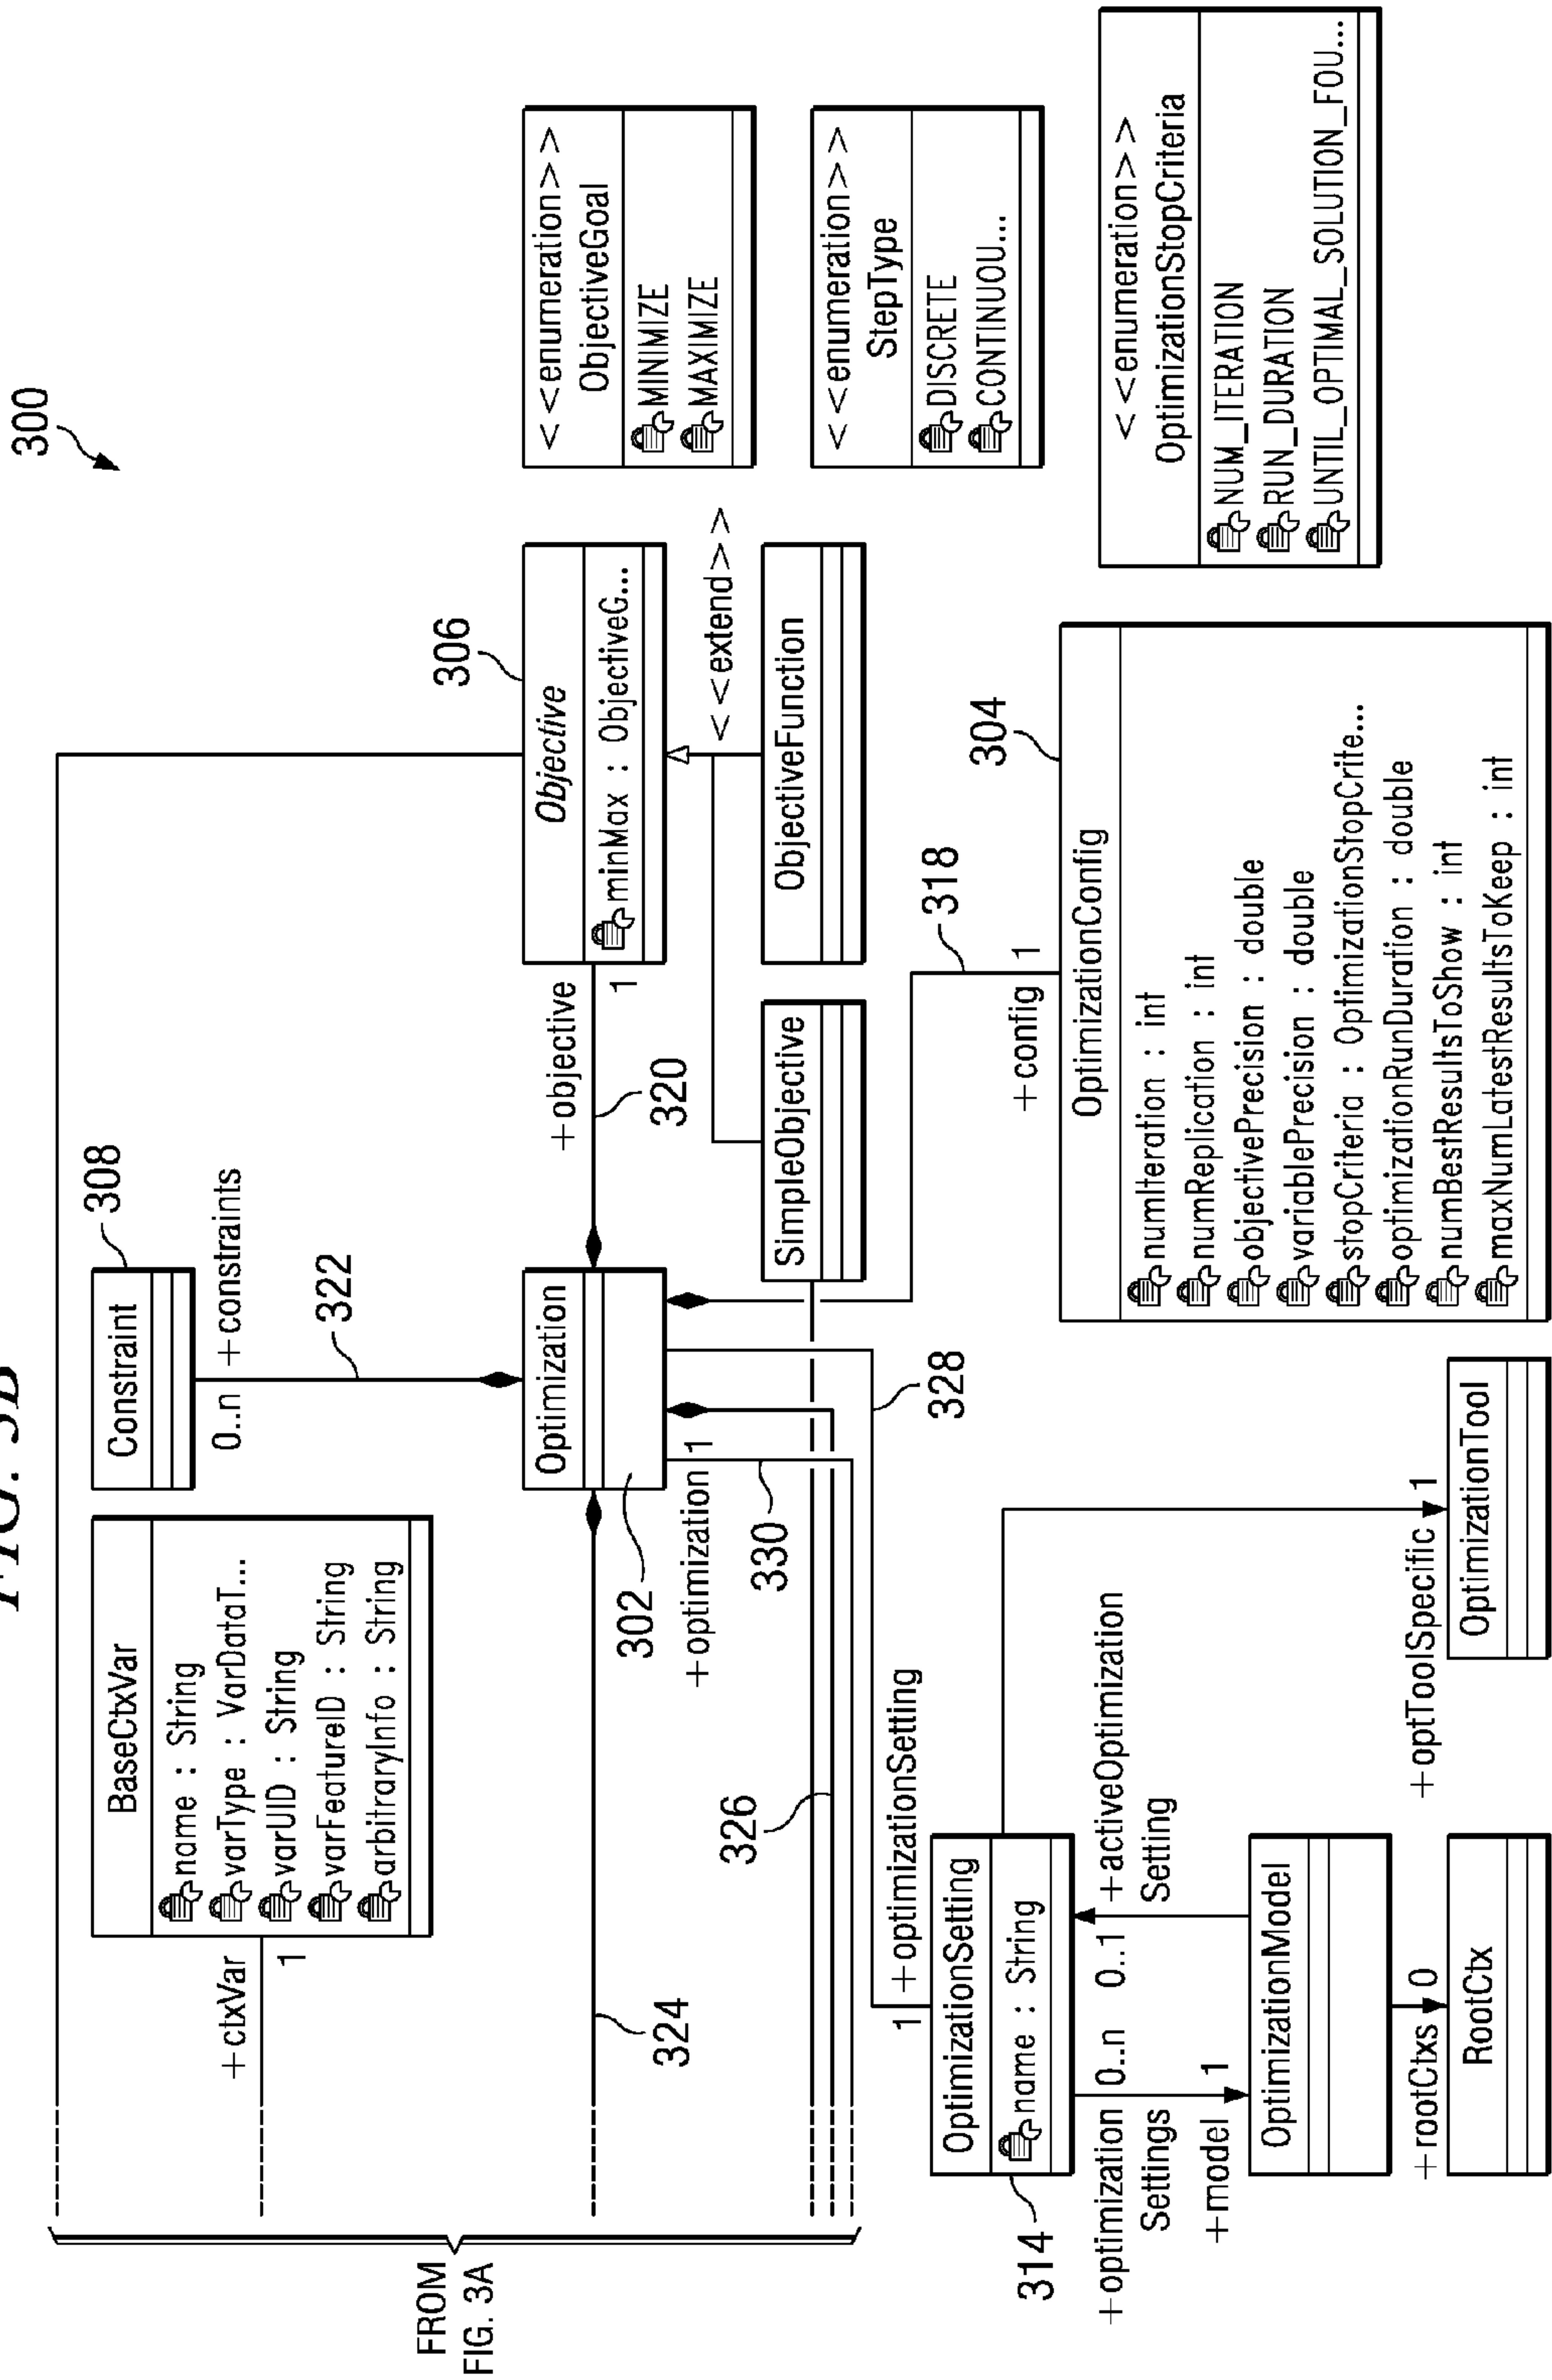 FIG. 3B
300
FROM
FIG. 3A
BaseCtxVar
name : String
varType : VarDataT...
varUID : String
varFeatureID : String
arbitraryInfo : String
+ctxVar
1
Constraint
308
0..n +constraints
322
Optimization
302
324
+optimization 1
330
326
328
+objective
1
320
Objective
306
minMax : ObjectiveG...
<<extend>>
SimpleObjective
ObjectiveFunction
<<enumeration>>
ObjectiveGoal
MINIMIZE
MAXIMIZE
<<enumeration>>
StepType
DISCRETE
CONTINUOU...
<<enumeration>>
OptimizationStopCriteria
NUM_ITERATION
RUN_DURATION
UNTIL_OPTIMAL_SOLUTION_FOU...
318
+config 1
304
OptimizationConfig
numIteration : int
numReplication : int
objectivePrecision : double
variablePrecision : double
stopCriteria : OptimizationStopCrite...
optimizationRunDuration : double
numBestResultsToShow : int
maxNumLatestResultsToKeep : int
1 +optimizationSetting
OptimizationSetting
name : String
314
+optimization 0..n
Settings
+model 1
0..1 +activeOptimization
Setting
OptimizationModel
+rootCtxs 0
RootCtx
+optToolSpecific 1
OptimizationTool